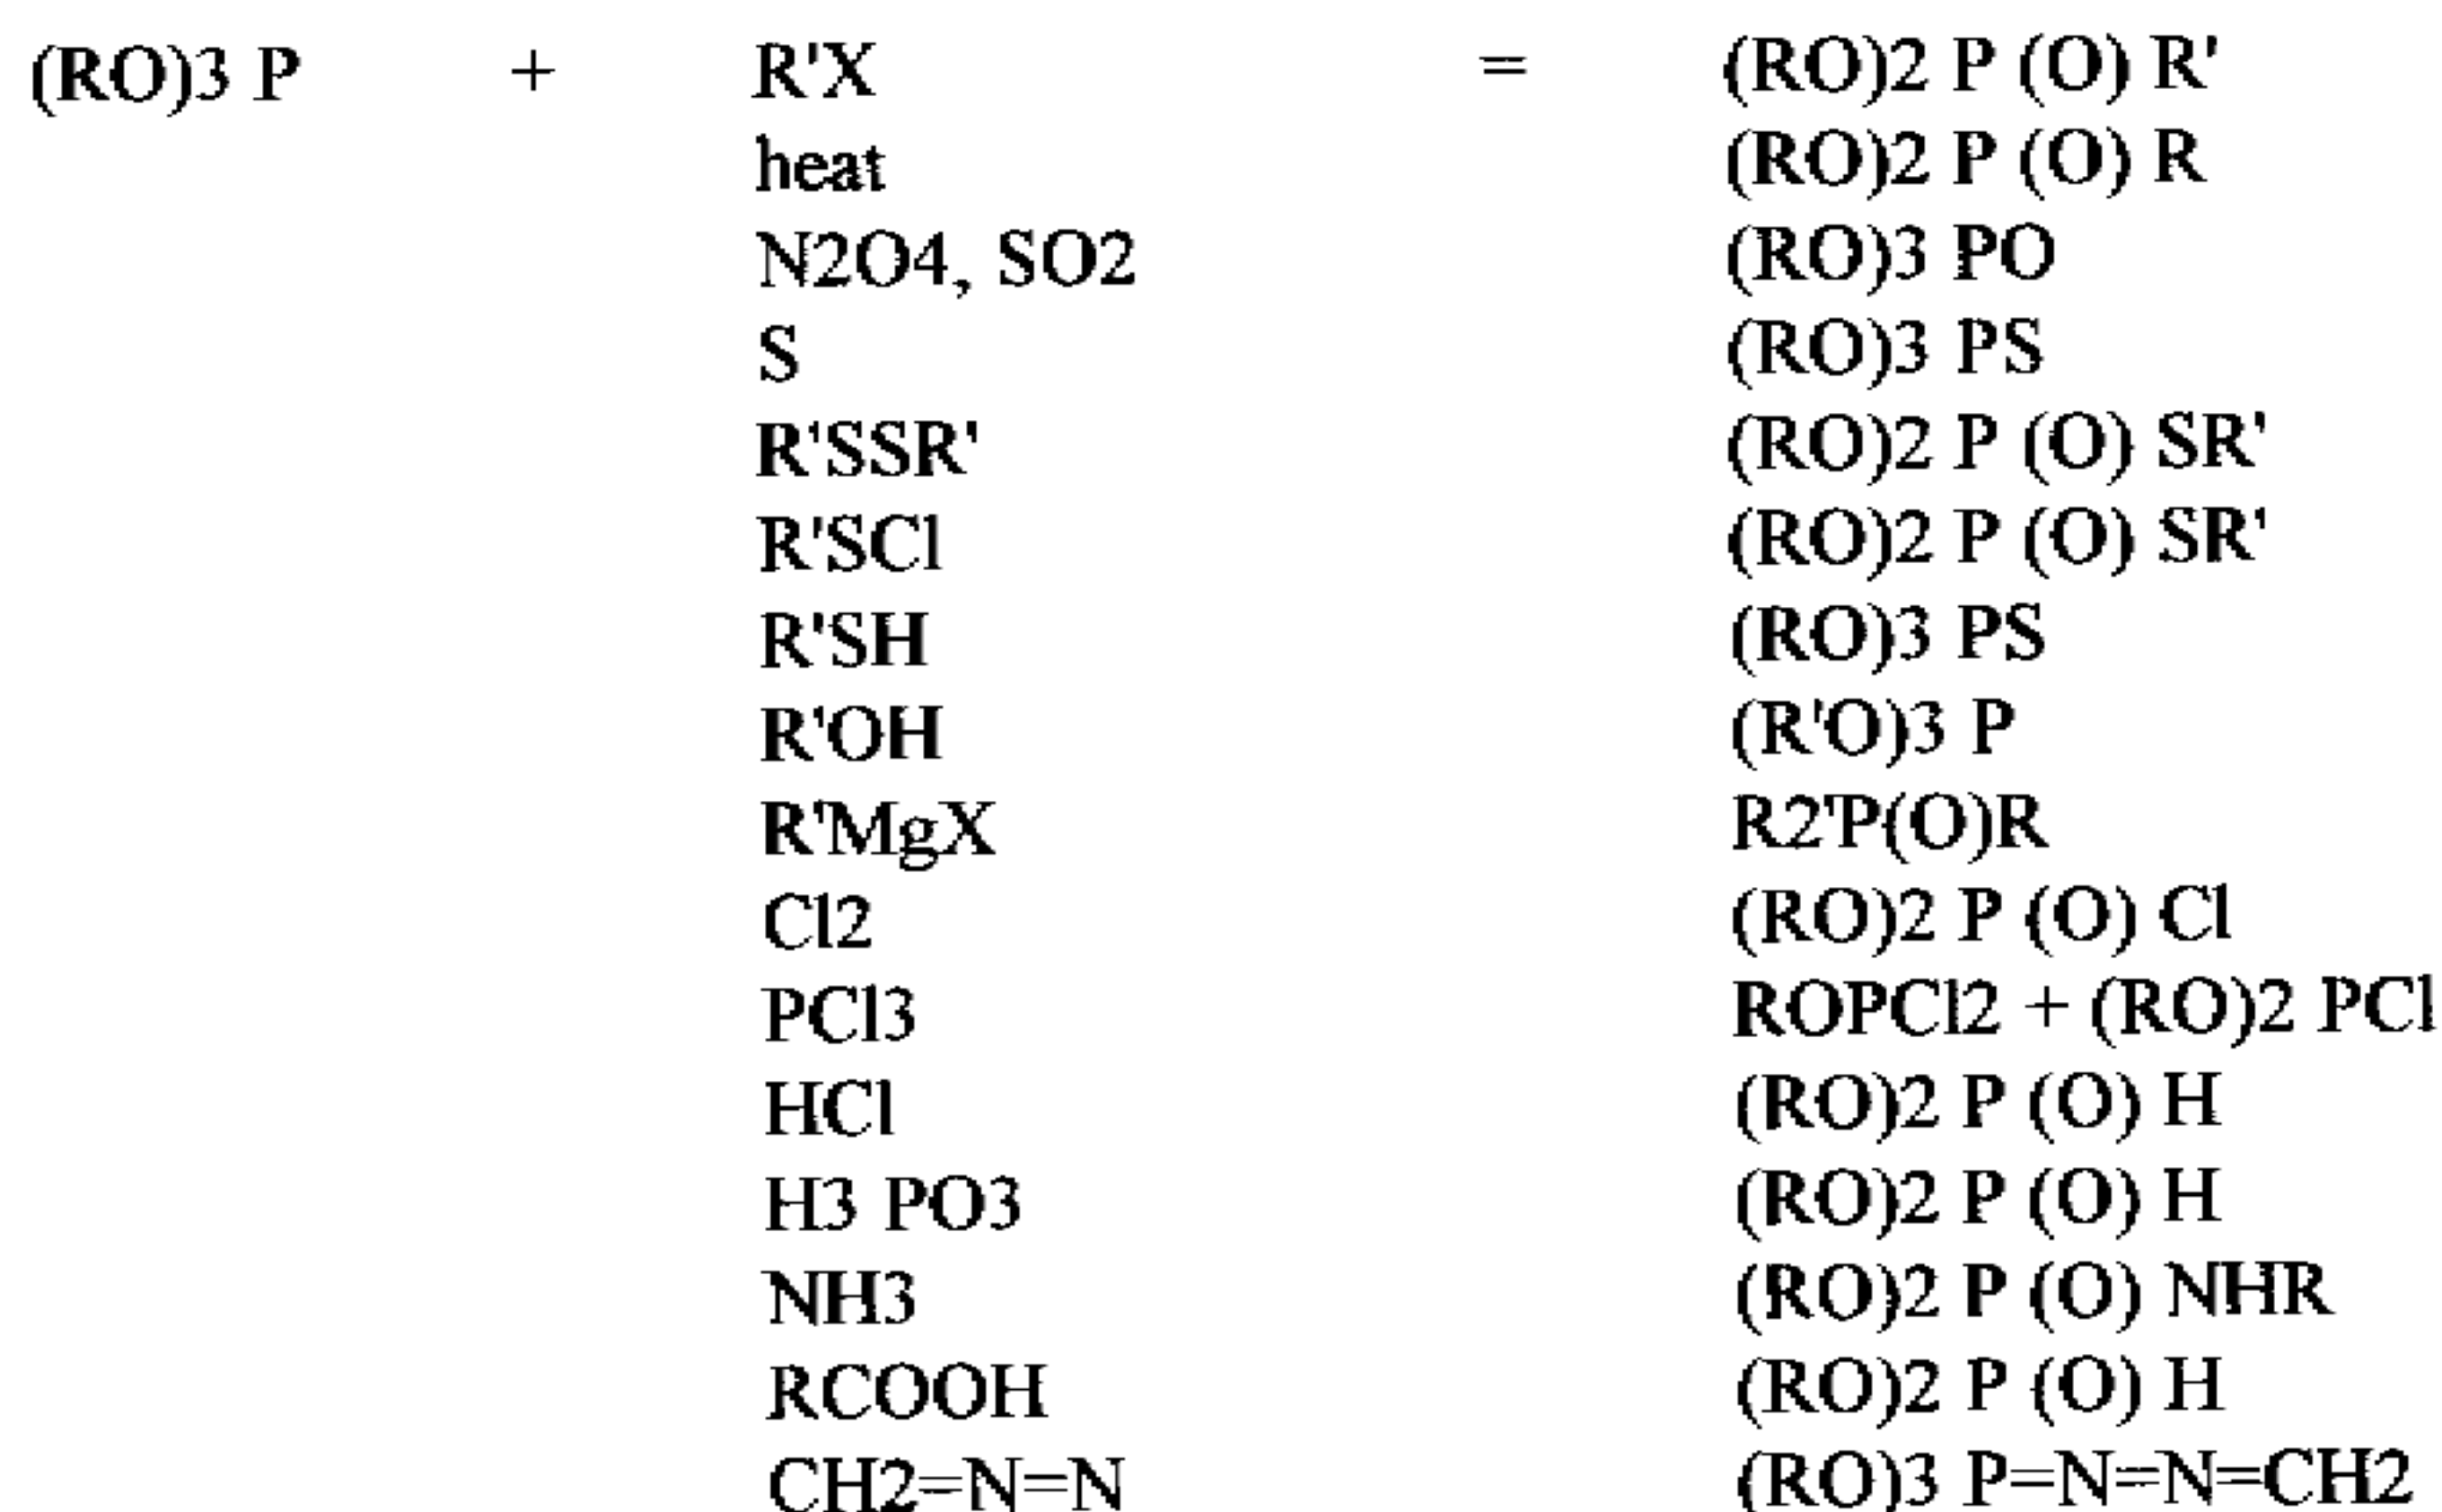 (RO)3 P + R'X = (RO)2 P (O) R'
heat (RO)2 P (O) R
N2O4, SO2 (RO)3 PO
S (RO)3 PS
R'SSR' (RO)2 P (O) SR'
R'SCl (RO)2 P (O) SR'
R'SH (RO)3 PS
R'OH (R'O)3 P
R'MgX R2'P(O)R
Cl2 (RO)2 P (O) Cl
PCl3 ROPCl2 + (RO)2 PCl
HCl (RO)2 P (O) H
H3 PO3 (RO)2 P (O) H
NH3 (RO)2 P (O) NHR
RCOOH (RO)2 P (O) H
CH2=N=N (RO)3 P=N=N=CH2